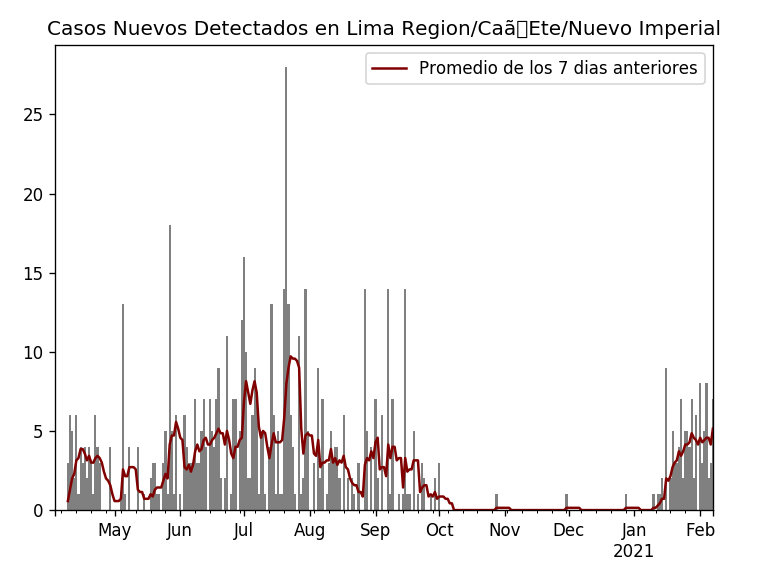 Casos Nuevos Detectados en Lima Region/Caã▯Ete/Nuevo Imperial
Promedio de los 7 dias anteriores
25
20
15
10
5
0
May Jun Jul Aug Sep Oct Nov Dec Jan Feb
2021